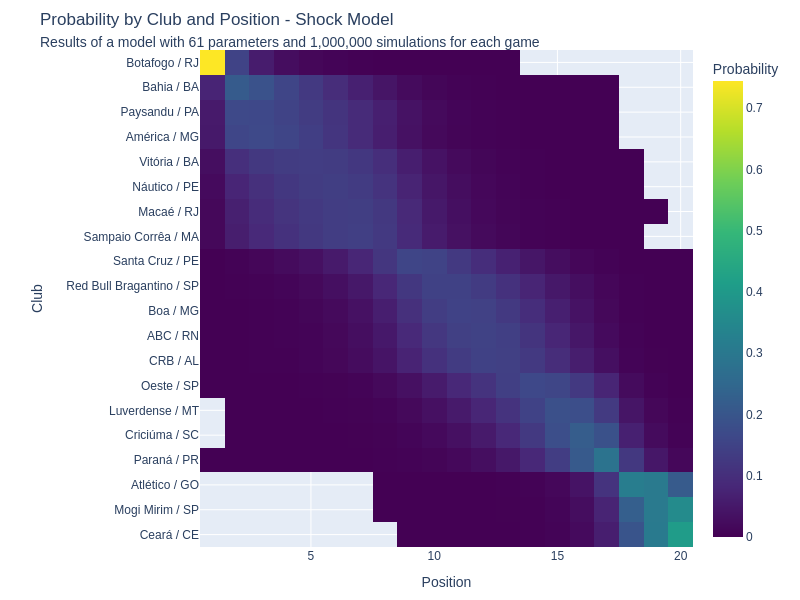 Probability by Club and Position - Shock Model
Results of a model with 61 parameters and 1,000,000 simulations for each game
Probability
Botafogo / RJ
Bahia / BA
Paysandu / PA
América / MG
Vitória / BA
Náutico / PE
Macaé / RJ
Sampaio Corrêa / MA
Santa Cruz / PE
Red Bull Bragantino / SP
Boa / MG
ABC / RN
CRB / AL
Oeste / SP
Luverdense / MT
Criciúma / SC
Paraná / PR
Atlético / GO
Mogi Mirim / SP
Ceará / CE
Club
0.7
0.6
0.5
0.4
0.3
0.2
0.1
0
5 10 15 20
Position